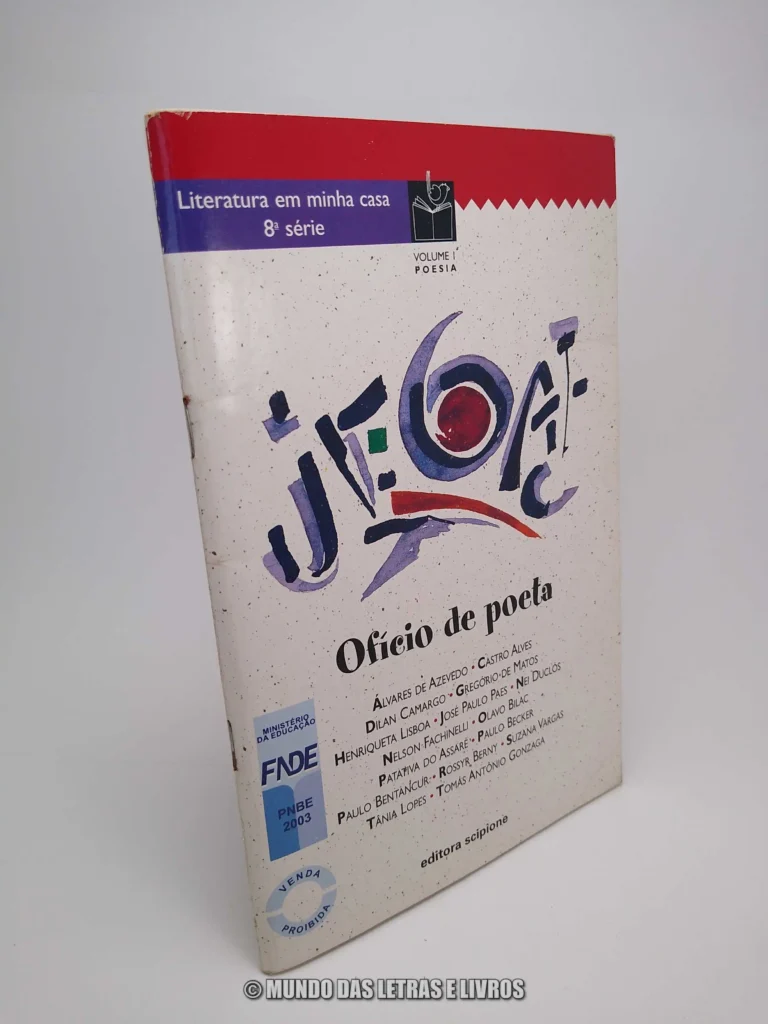 Literatura em minha casa
8ª série
VOLUME 1
POESIA
Ofício de poeta
ÁLVARES DE AZEVEDO • CASTRO ALVES
DILAN CAMARGO • GREGÓRIO DE MATOS
HENRIQUETA LISBOA • JOSÉ PAULO PAES • NEI DUCLÓS
NELSON FACHINELLI • OLAVO BILAC
PATATIVA DO ASSARÉ • PAULO BECKER
PAULO BENTANCUR • ROSSYR BERNY • SUZANA VARGAS
TÂNIA LOPES • TOMÁS ANTÔNIO GONZAGA
editora scipione
MINISTÉRIO
DA EDUCAÇÃO
FNDE
PNBE
2003
VENDA
PROIBIDA
© MUNDO DAS LETRAS E LIVROS